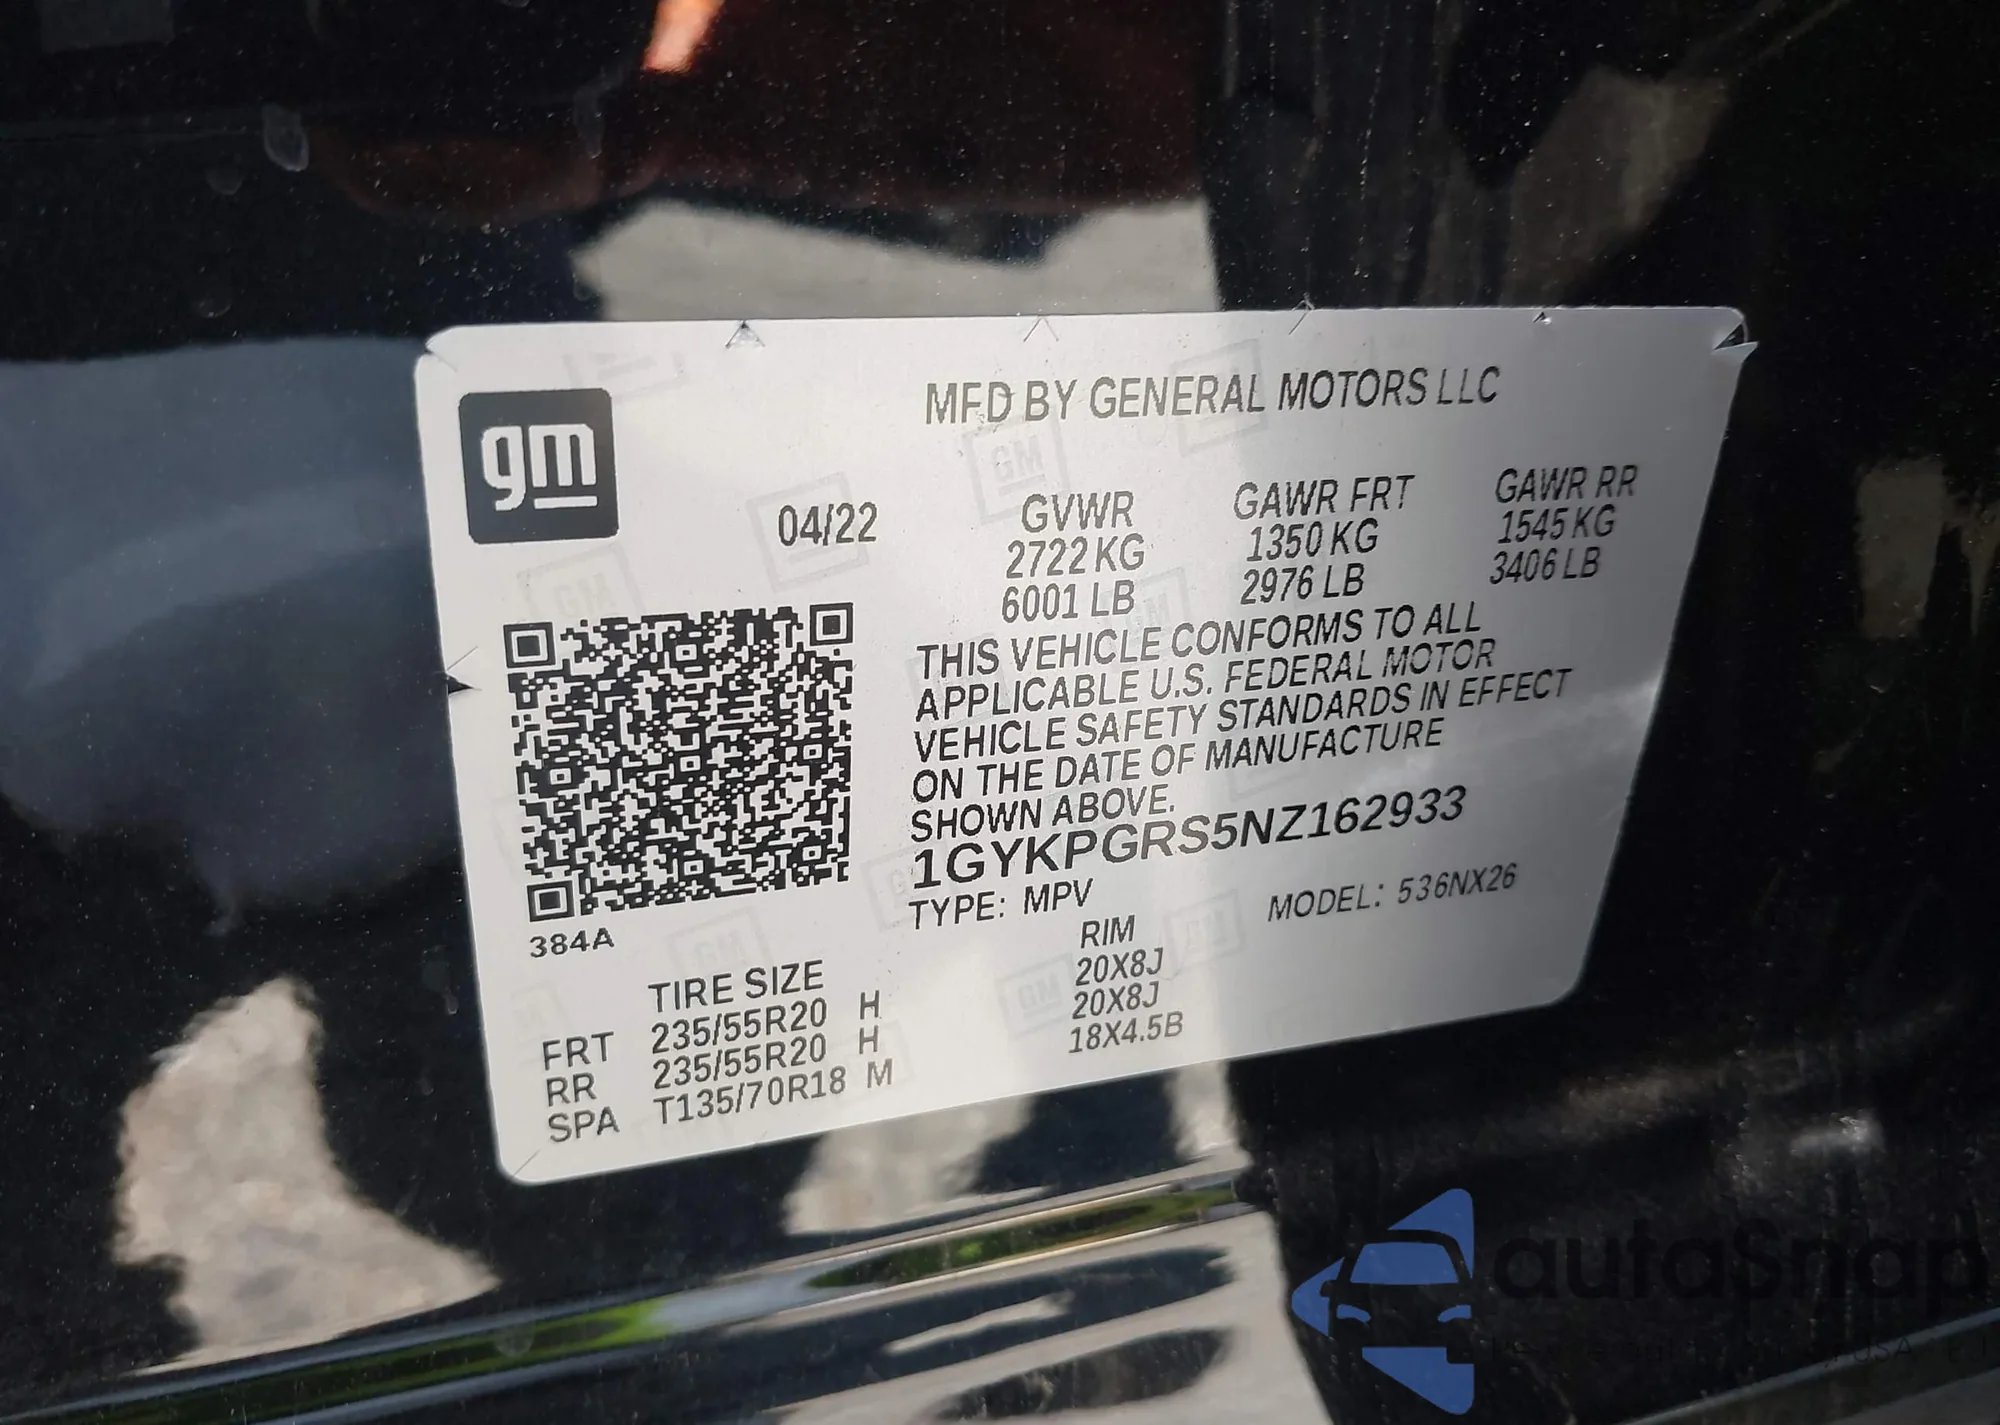 gm
MFD BY GENERAL MOTORS LLC
04/22
GVWR
2722 KG
6001 LB
GAWR FRT
1350 KG
2976 LB
GAWR RR
1545 KG
3406 LB
THIS VEHICLE CONFORMS TO ALL
APPLICABLE U.S. FEDERAL MOTOR
VEHICLE SAFETY STANDARDS IN EFFECT
ON THE DATE OF MANUFACTURE
SHOWN ABOVE.
1GYKPGRS5NZ162933
TYPE: MPV
MODEL: 536NX26
384A
TIRE SIZE RIM
FRT 235/55R20 H 20X8J
RR 235/55R20 H 20X8J
SPA T135/70R18 M 18X4.5B
autoSnap